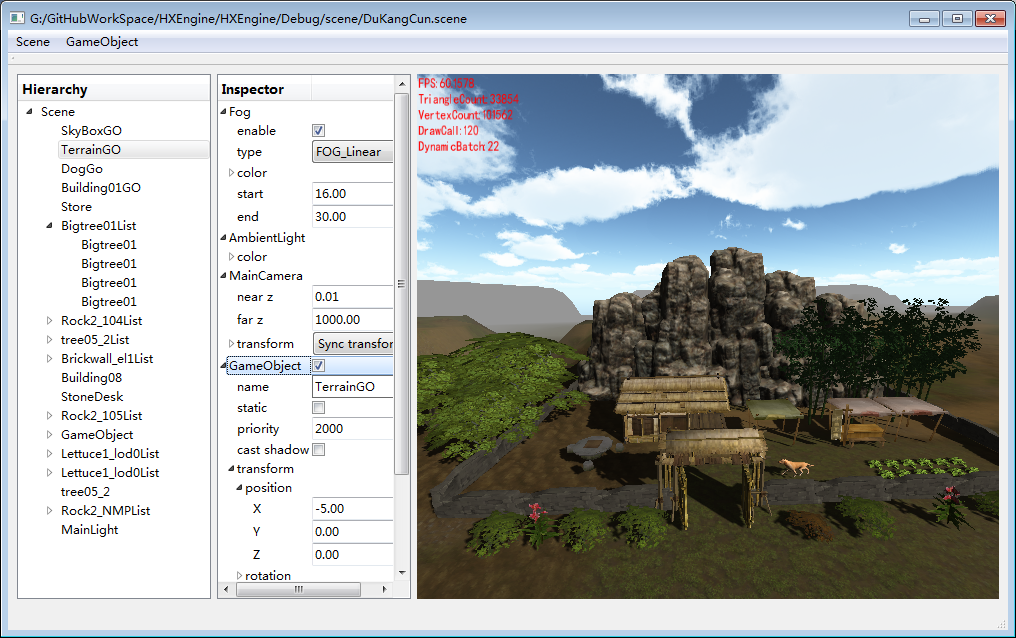 G:/GitHubWorkSpace/HXEngine/HXEngine/Debug/scene/DuKangCun.scene
Scene GameObject
Hierarchy
Scene
SkyBoxGO
TerrainGO
DogGo
Building01GO
Store
Bigtree01List
Bigtree01
Bigtree01
Bigtree01
Bigtree01
Rock2_104List
tree05_2List
Brickwall_el1List
Building08
StoneDesk
Rock2_105List
GameObject
Lettuce1_lod0List
Lettuce1_lod0List
tree05_2
Rock2_NMPList
MainLight
Inspector
Fog
enable
type FOG_Linear
color
start 16.00
end 30.00
AmbientLight
color
MainCamera
near z 0.01
far z 1000.00
transform Sync transfor
GameObject
name TerrainGO
static
priority 2000
cast shadow
transform
position
X -5.00
Y 0.00
Z 0.00
rotation
FPS: 60.1578
TriangleCount: 33854
VertexCount: 101562
DrawCall: 120
DynamicBatch: 22